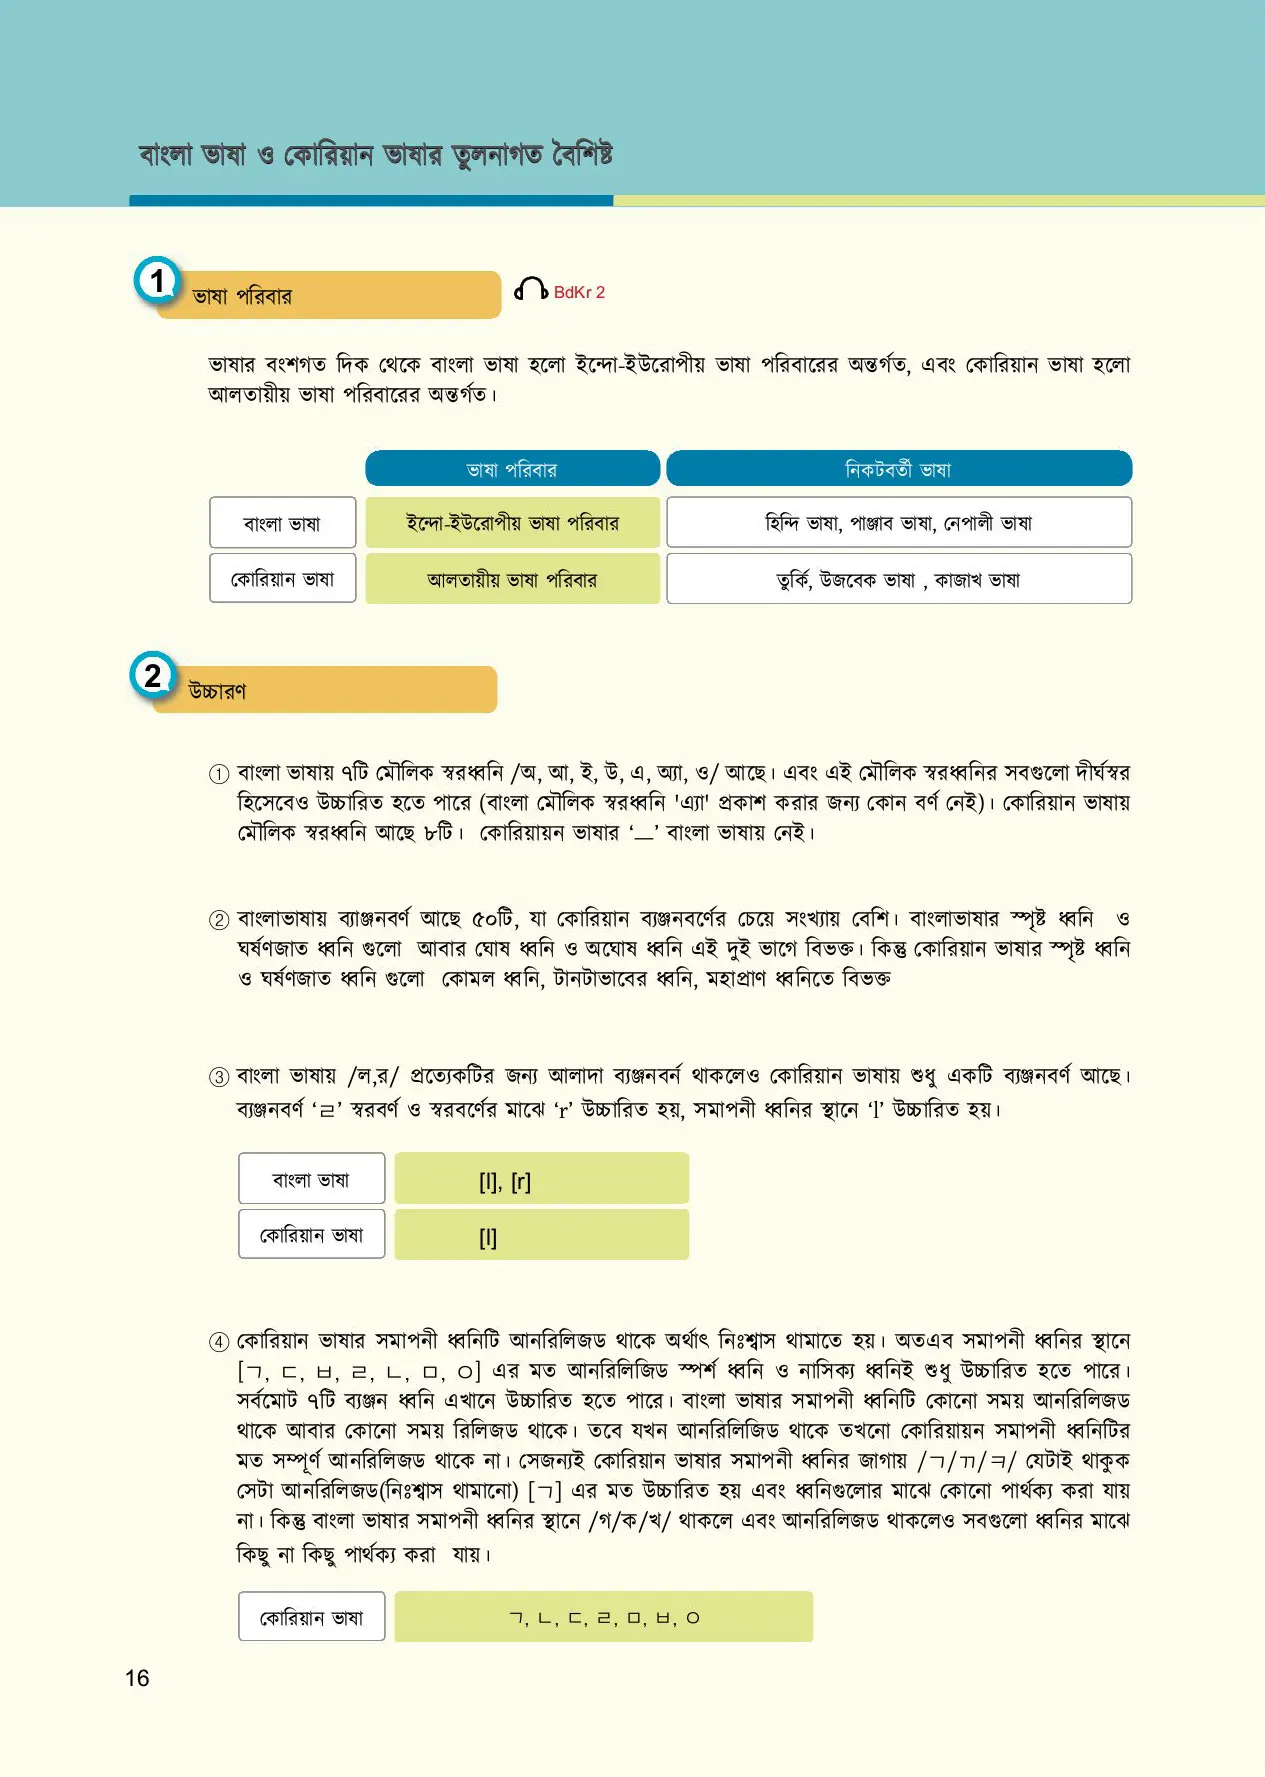 বাংলা ভাষা ও কোরিয়ান ভাষার তুলনাগত বৈশিষ্ট
1
ভাষা পরিবার
BdKr 2
ভাষার বংশগত দিক থেকে বাংলা ভাষা হলো ইন্দো-ইউরোপীয় ভাষা পরিবারের অন্তর্গত, এবং কোরিয়ান ভাষা হলো
আলতায়ীয় ভাষা পরিবারের অন্তর্গত।
ভাষা পরিবার নিকটবর্তী ভাষা
বাংলা ভাষা ইন্দো-ইউরোপীয় ভাষা পরিবার হিন্দি ভাষা, পাঞ্জাব ভাষা, নেপালী ভাষা
কোরিয়ান ভাষা আলতায়ীয় ভাষা পরিবার তুর্কি, উজবেক ভাষা , কাজাখ ভাষা
2
উচ্চারণ
① বাংলা ভাষায় ৭টি মৌলিক স্বরধ্বনি /অ, আ, ই, উ, এ, অ্যা, ও/ আছে। এবং এই মৌলিক স্বরধ্বনির সবগুলো দীর্ঘস্বর
হিসেবেও উচ্চারিত হতে পারে (বাংলা মৌলিক স্বরধ্বনি 'এ্যা' প্রকাশ করার জন্য কোন বর্ণ নেই)। কোরিয়ান ভাষায়
মৌলিক স্বরধ্বনি আছে ৮টি। কোরিয়ায়ন ভাষার ‘ㅡ’ বাংলা ভাষায় নেই।
② বাংলাভাষায় ব্যাঞ্জনবর্ণ আছে ৫০টি, যা কোরিয়ান ব্যঞ্জনবর্ণের চেয়ে সংখ্যায় বেশি। বাংলাভাষার স্পৃষ্ট ধ্বনি ও
ঘর্ষণজাত ধ্বনি গুলো আবার ঘোষ ধ্বনি ও অঘোষ ধ্বনি এই দুই ভাগে বিভক্ত। কিন্তু কোরিয়ান ভাষার স্পৃষ্ট ধ্বনি
ও ঘর্ষণজাত ধ্বনি গুলো কোমল ধ্বনি, টানটাভাবের ধ্বনি, মহাপ্রাণ ধ্বনিতে বিভক্ত
③ বাংলা ভাষায় /ল,র/ প্রত্যেকটির জন্য আলাদা ব্যঞ্জনবর্ন থাকলেও কোরিয়ান ভাষায় শুধু একটি ব্যঞ্জনবর্ণ আছে।
ব্যঞ্জনবর্ণ ‘ㄹ’ স্বরবর্ণ ও স্বরবর্ণের মাঝে ‘r’ উচ্চারিত হয়, সমাপনী ধ্বনির স্থানে ‘l’ উচ্চারিত হয়।
বাংলা ভাষা [l], [r]
কোরিয়ান ভাষা [l]
④ কোরিয়ান ভাষার সমাপনী ধ্বনিটি আনরিলিজড থাকে অর্থাৎ নিঃশ্বাস থামাতে হয়। অতএব সমাপনী ধ্বনির স্থানে
[ㄱ, ㄷ, ㅂ, ㄹ, ㄴ, ㅁ, ㅇ] এর মত আনরিলিজিড স্পর্শ ধ্বনি ও নাসিক্য ধ্বনিই শুধু উচ্চারিত হতে পারে।
সর্বমোট ৭টি ব্যঞ্জন ধ্বনি এখানে উচ্চারিত হতে পারে। বাংলা ভাষার সমাপনী ধ্বনিটি কোনো সময় আনরিলিজড
থাকে আবার কোনো সময় রিলিজড থাকে। তবে যখন আনরিলিজিড থাকে তখনো কোরিয়ায়ন সমাপনী ধ্বনিটির
মত সম্পূর্ণ আনরিলিজড থাকে না। সেজন্যই কোরিয়ান ভাষার সমাপনী ধ্বনির জাগায় /ㄱ/ㄲ/ㅋ/ যেটাই থাকুক
সেটা আনরিলিজড(নিঃশ্বাস থামানো) [ㄱ] এর মত উচ্চারিত হয় এবং ধ্বনিগুলোর মাঝে কোনো পার্থক্য করা যায়
না। কিন্তু বাংলা ভাষার সমাপনী ধ্বনির স্থানে /গ/ক/খ/ থাকলে এবং আনরিলিজড থাকলেও সবগুলো ধ্বনির মাঝে
কিছু না কিছু পার্থক্য করা যায়।
কোরিয়ান ভাষা ㄱ, ㄴ, ㄷ, ㄹ, ㅁ, ㅂ, ㅇ
16